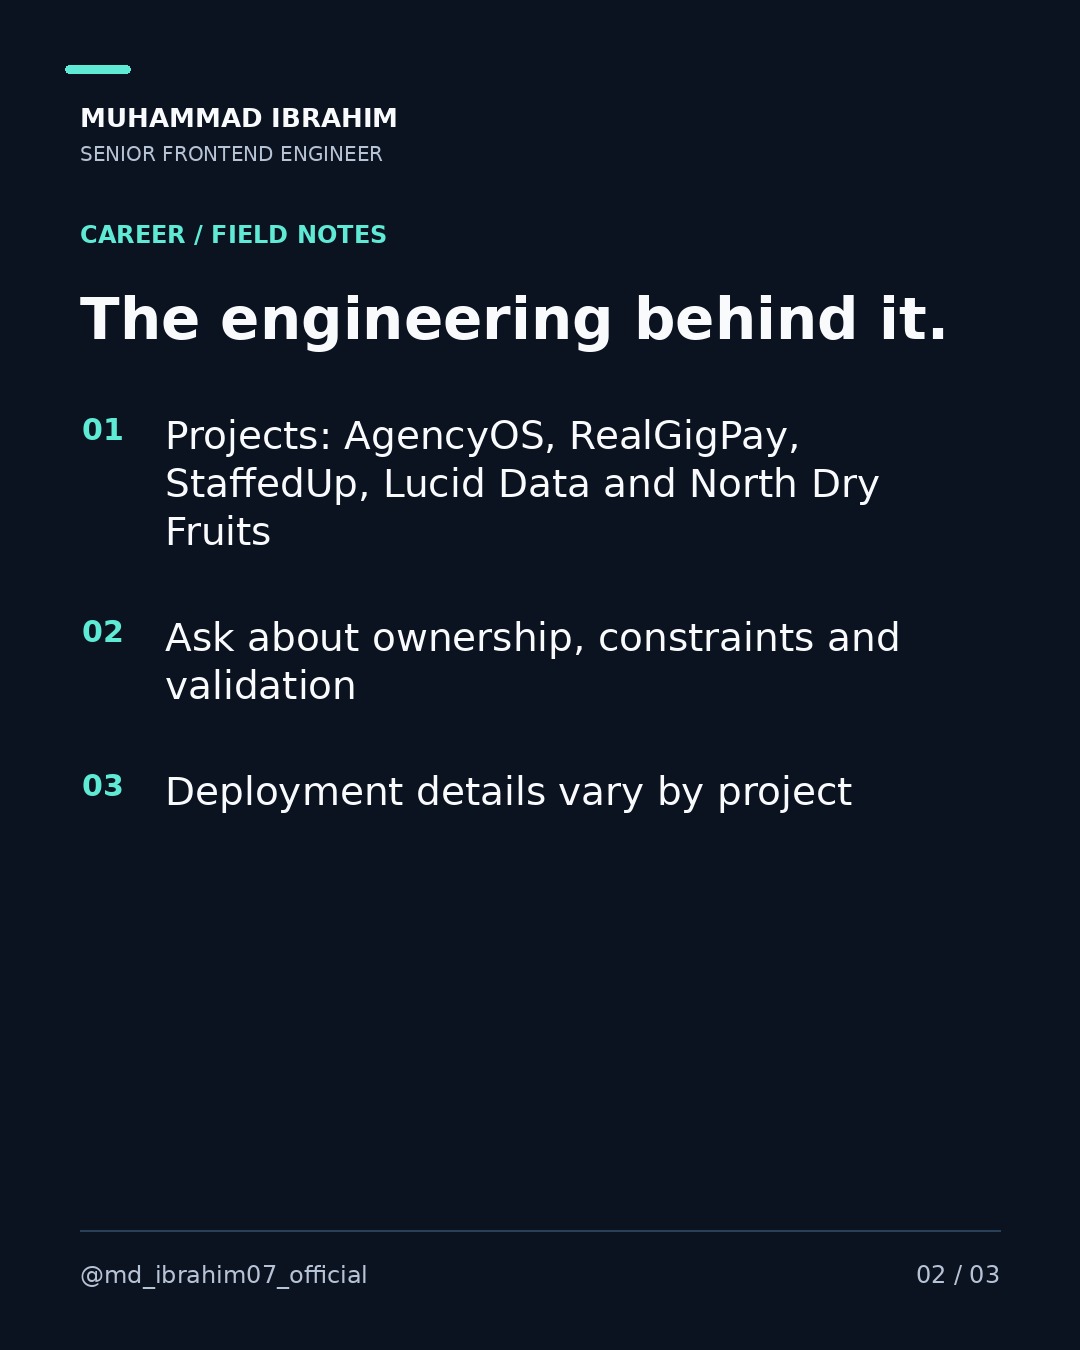 MUHAMMAD IBRAHIM
SENIOR FRONTEND ENGINEER
CAREER / FIELD NOTES
The engineering behind it.
01 Projects: AgencyOS, RealGigPay,
StaffedUp, Lucid Data and North Dry
Fruits
02 Ask about ownership, constraints and
validation
03 Deployment details vary by project
@md_ibrahim07_official 02 / 03